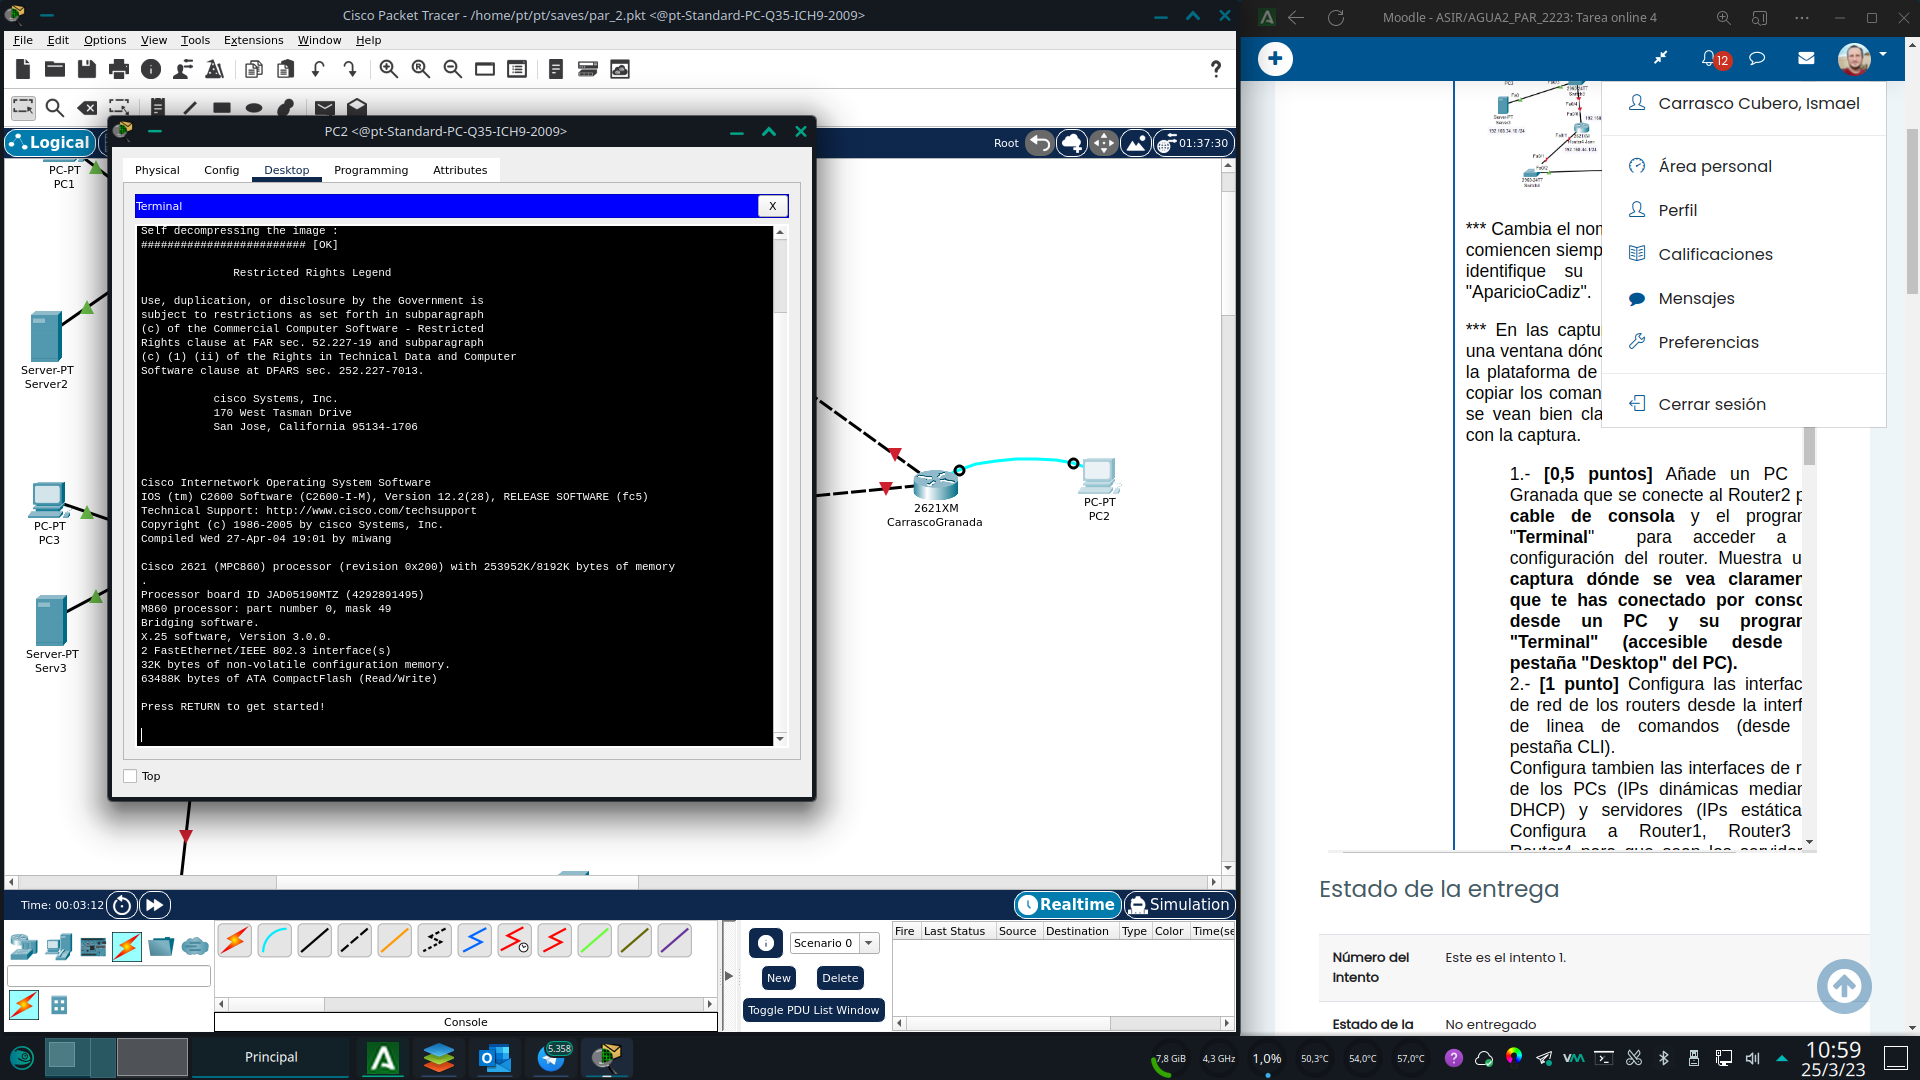 Cisco Packet Tracer - /home/pt/pt/saves/par_2.pkt <@pt-Standard-PC-Q35-ICH9-2009>
File Edit Options View Tools Extensions Window Help
?
Logical
Root
01:37:30
PC-PT
PC1
Server-PT
Server2
PC-PT
PC3
Server-PT
Serv3
PC2 <@pt-Standard-PC-Q35-ICH9-2009>
Physical Config Desktop Programming Attributes
Terminal
X
Self decompressing the image :
######################### [OK]
Restricted Rights Legend
Use, duplication, or disclosure by the Government is
subject to restrictions as set forth in subparagraph
(c) of the Commercial Computer Software - Restricted
Rights clause at FAR sec. 52.227-19 and subparagraph
(c) (1) (ii) of the Rights in Technical Data and Computer
Software clause at DFARS sec. 252.227-7013.
cisco Systems, Inc.
170 West Tasman Drive
San Jose, California 95134-1706
Cisco Internetwork Operating System Software
IOS (tm) C2600 Software (C2600-I-M), Version 12.2(28), RELEASE SOFTWARE (fc5)
Technical Support: http://www.cisco.com/techsupport
Copyright (c) 1986-2005 by cisco Systems, Inc.
Compiled Wed 27-Apr-04 19:01 by miwang
Cisco 2621 (MPC860) processor (revision 0x200) with 253952K/8192K bytes of memory
.
Processor board ID JAD05190MTZ (4292891495)
M860 processor: part number 0, mask 49
Bridging software.
X.25 software, Version 3.0.0.
2 FastEthernet/IEEE 802.3 interface(s)
32K bytes of non-volatile configuration memory.
63488K bytes of ATA CompactFlash (Read/Write)
Press RETURN to get started!
Top
2621XM
CarrascoGranada
PC-PT
PC2
Time: 00:03:12
Realtime
Simulation
Scenario 0
New
Delete
Toggle PDU List Window
Fire Last Status Source Destination Type Color Time(se
Console
Moodle - ASIR/AGUA2_PAR_2223: Tarea online 4
12
Carrasco Cubero, Ismael
Área personal
Perfil
Calificaciones
Mensajes
Preferencias
Cerrar sesión
*** Cambia el nom
comiencen siemp
identifique su
"AparicioCadiz".
*** En las captu
una ventana dónd
la plataforma de
copiar los coman
se vean bien cla
con la captura.
1.- [0,5 puntos] Añade un PC
Granada que se conecte al Router2 p
cable de consola y el program
"Terminal" para acceder a
configuración del router. Muestra u
captura dónde se vea claramen
que te has conectado por conso
desde un PC y su program
"Terminal" (accesible desde
pestaña "Desktop" del PC).
2.- [1 punto] Configura las interfac
de red de los routers desde la interf
de linea de comandos (desde
pestaña CLI).
Configura tambien las interfaces de r
de los PCs (IPs dinámicas median
DHCP) y servidores (IPs estática
Configura a Router1, Router3
Estado de la entrega
Número del Intento
Este es el intento 1.
Estado de la
No entregado
Principal
5.358
7,8 GiB
4,3 GHz
1,0%
50,3°C
54,0°C
57,0°C
10:59
25/3/23